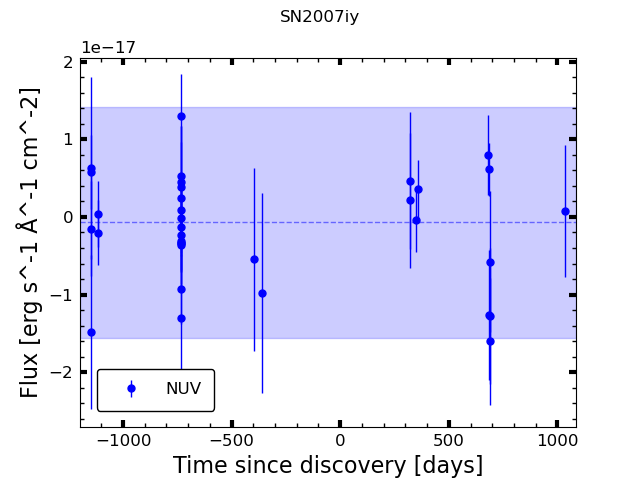 SN2007iy
1e−17
2
1
0
−1
−2
Flux [erg s^-1 Å^-1 cm^-2]
NUV
−1000 −500 0 500 1000
Time since discovery [days]